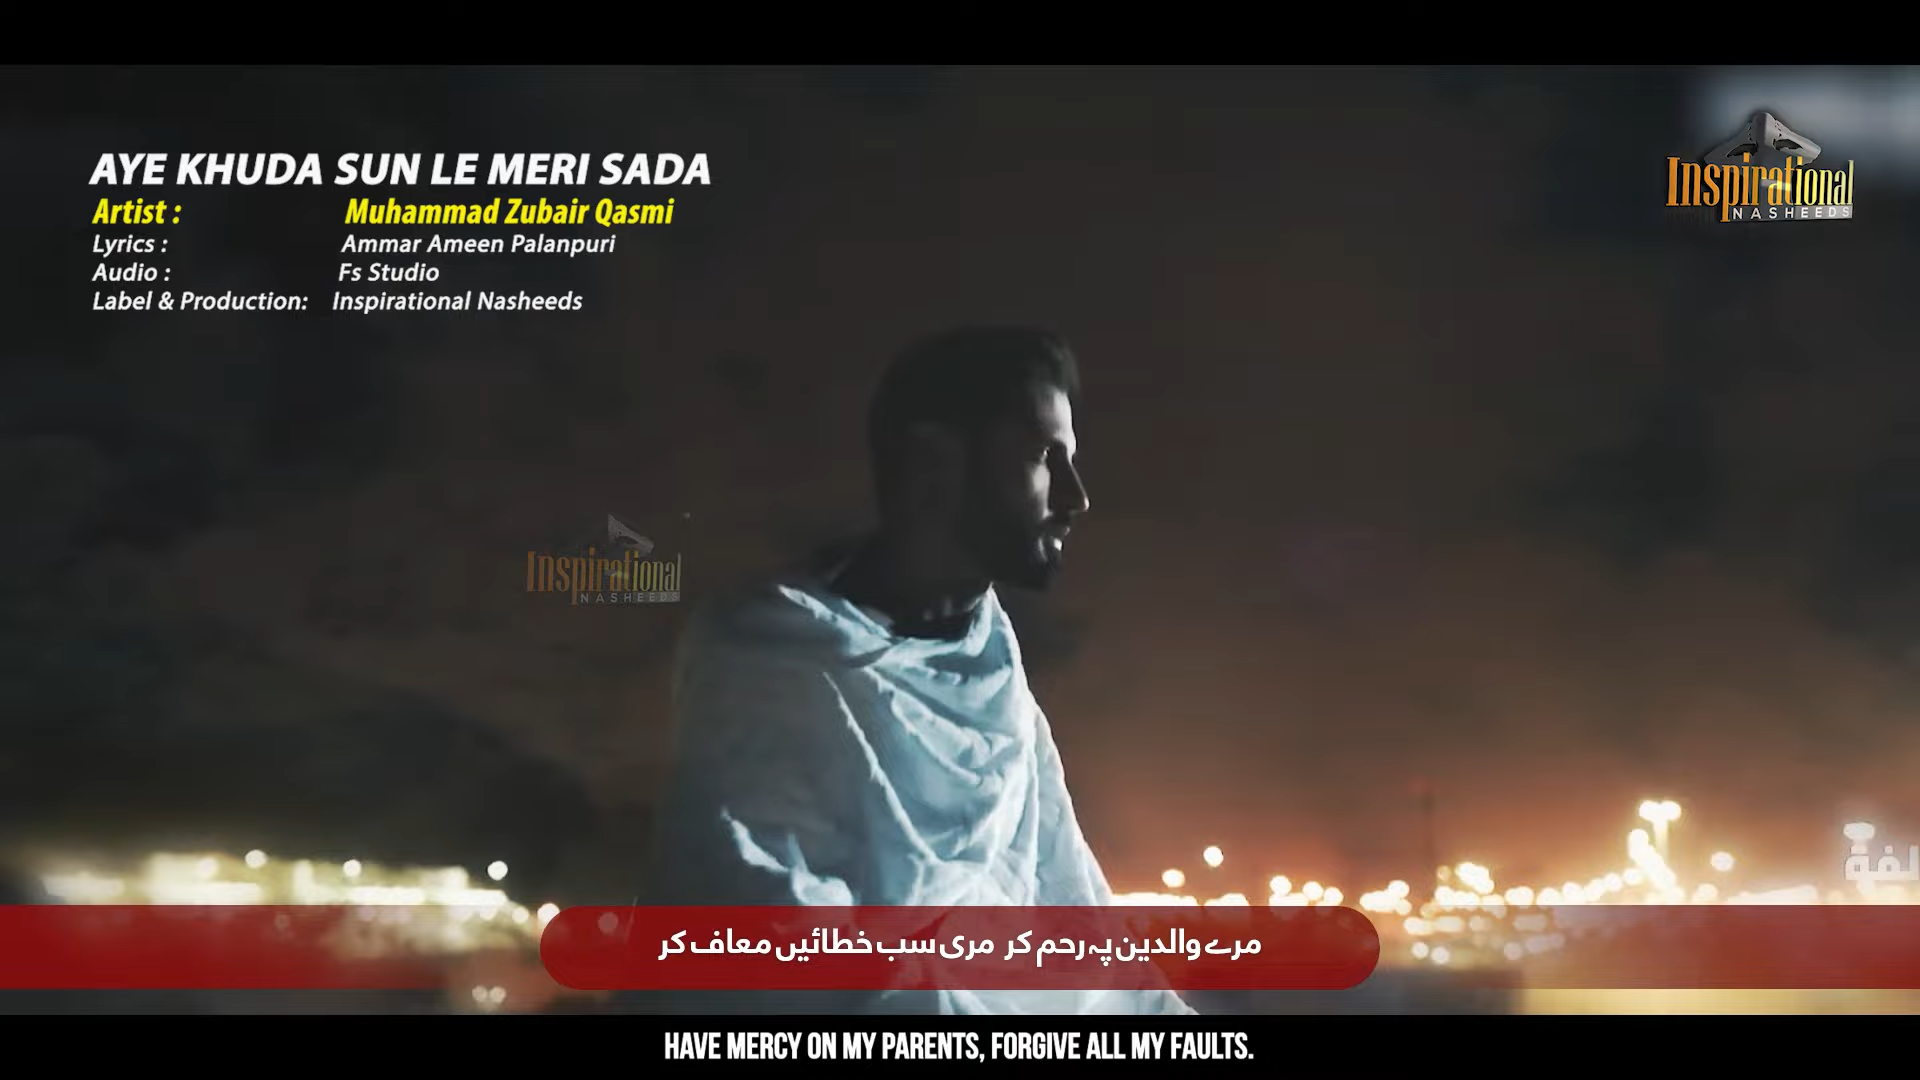 AYE KHUDA SUN LE MERI SADA
Artist : Muhammad Zubair Qasmi
Lyrics : Ammar Ameen Palanpuri
Audio : Fs Studio
Label & Production: Inspirational Nasheeds
Inspirational
NASHEEDS
Inspirational
NASHEEDS
مرے والدین پہ رحم کر مری سب خطائیں معاف کر
HAVE MERCY ON MY PARENTS, FORGIVE ALL MY FAULTS.